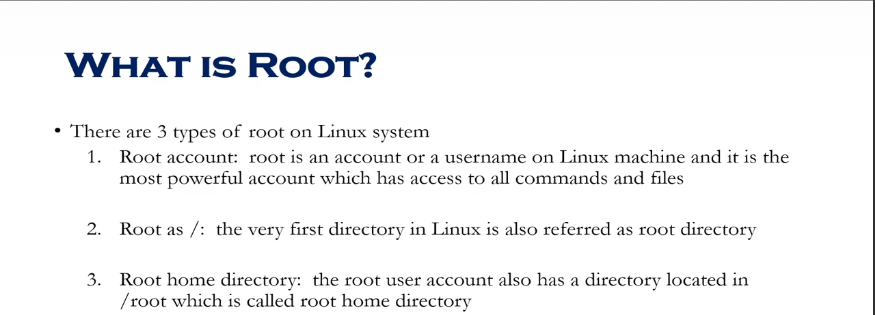 WHAT IS ROOT?
• There are 3 types of root on Linux system
1. Root account: root is an account or a username on Linux machine and it is the
most powerful account which has access to all commands and files
2. Root as /: the very first directory in Linux is also referred as root directory
3. Root home directory: the root user account also has a directory located in
/root which is called root home directory